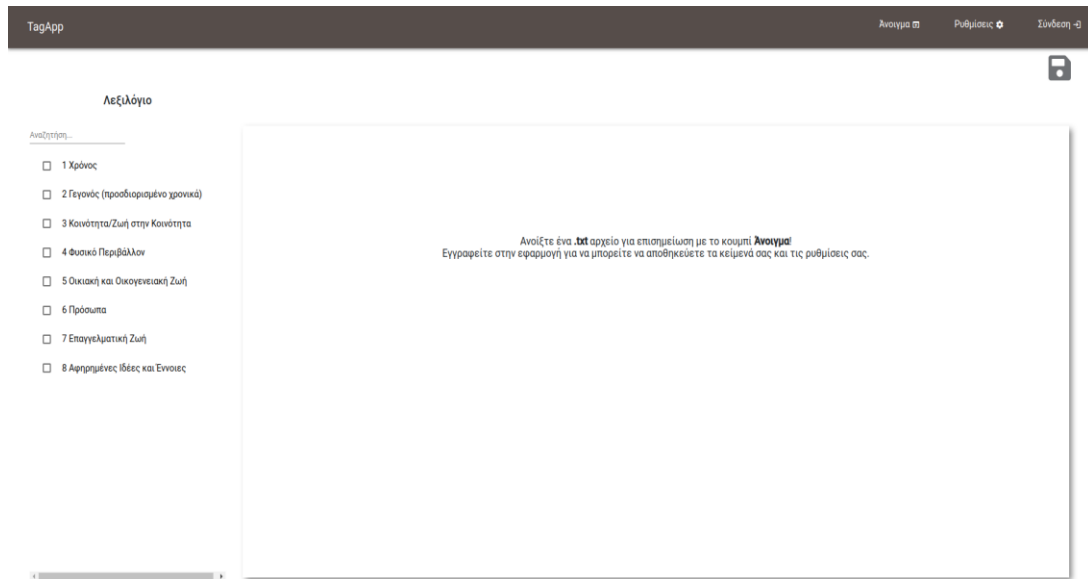 TagApp
Άνοιγμα
Ρυθμίσεις
Σύνδεση
Λεξιλόγιο
Αναζήτηση...
1 Χρόνος
2 Γεγονός (προσδιορισμένο χρονικά)
3 Κοινότητα/Ζωή στην Κοινότητα
4 Φυσικό Περιβάλλον
5 Οικιακή και Οικογενειακή Ζωή
6 Πρόσωπα
7 Επαγγελματική Ζωή
8 Αφηρημένες Ιδέες και Έννοιες
Ανοίξτε ένα .txt αρχείο για επισημείωση με το κουμπί Άνοιγμα!
Εγγραφείτε στην εφαρμογή για να μπορείτε να αποθηκεύετε τα κείμενά σας και τις ρυθμίσεις σας.